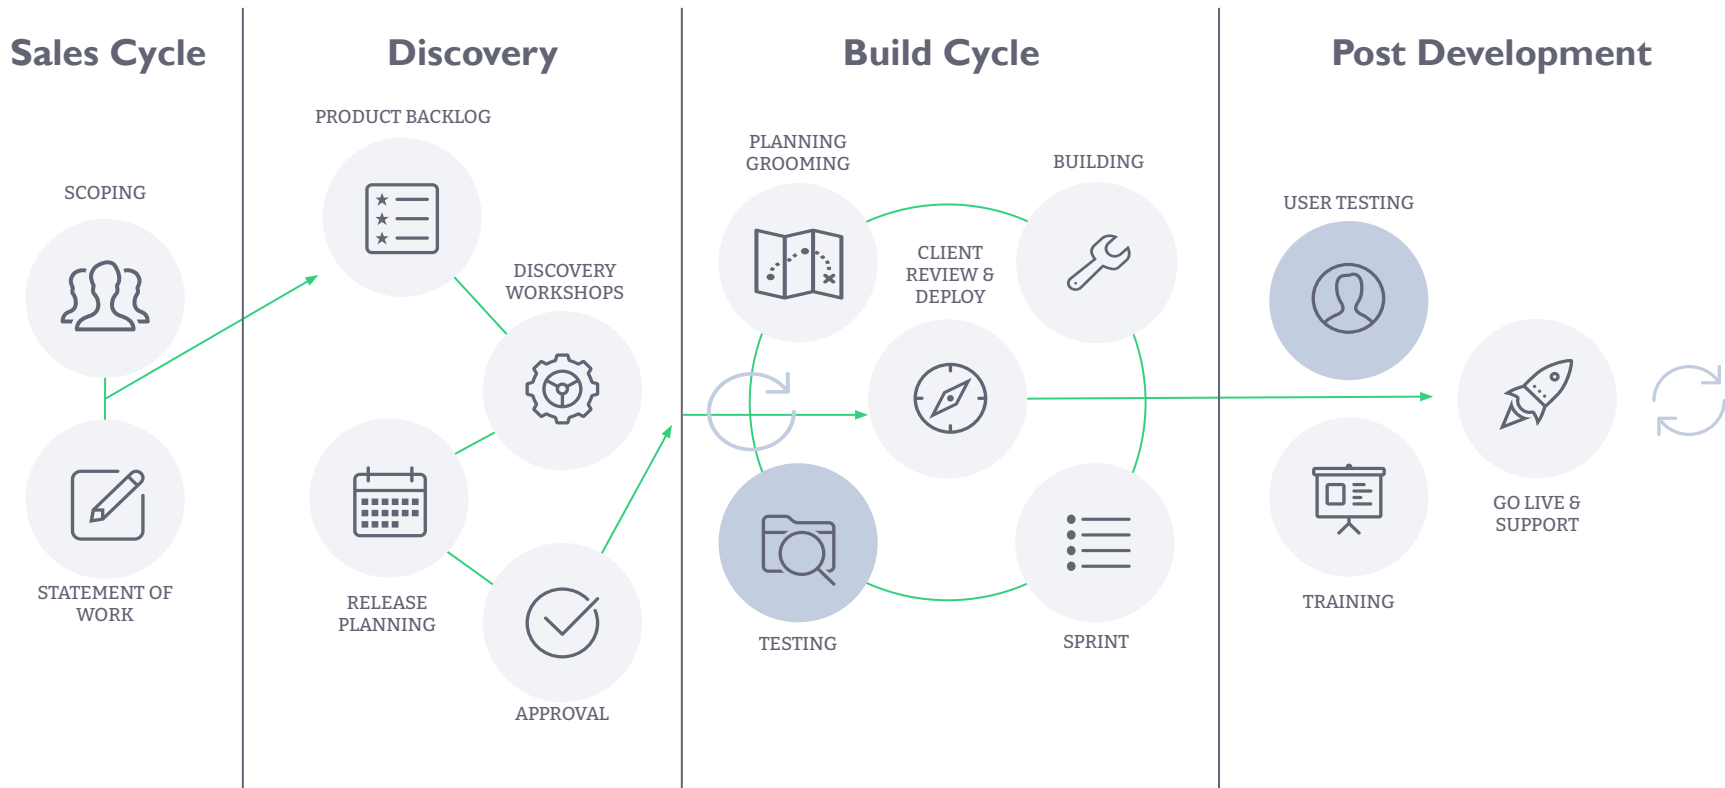 Sales Cycle
Discovery
Build Cycle
Post Development
SCOPING
STATEMENT OF
WORK
PRODUCT BACKLOG
DISCOVERY
WORKSHOPS
RELEASE
PLANNING
APPROVAL
PLANNING
GROOMING
BUILDING
CLIENT
REVIEW &
DEPLOY
TESTING
SPRINT
USER TESTING
TRAINING
GO LIVE &
SUPPORT